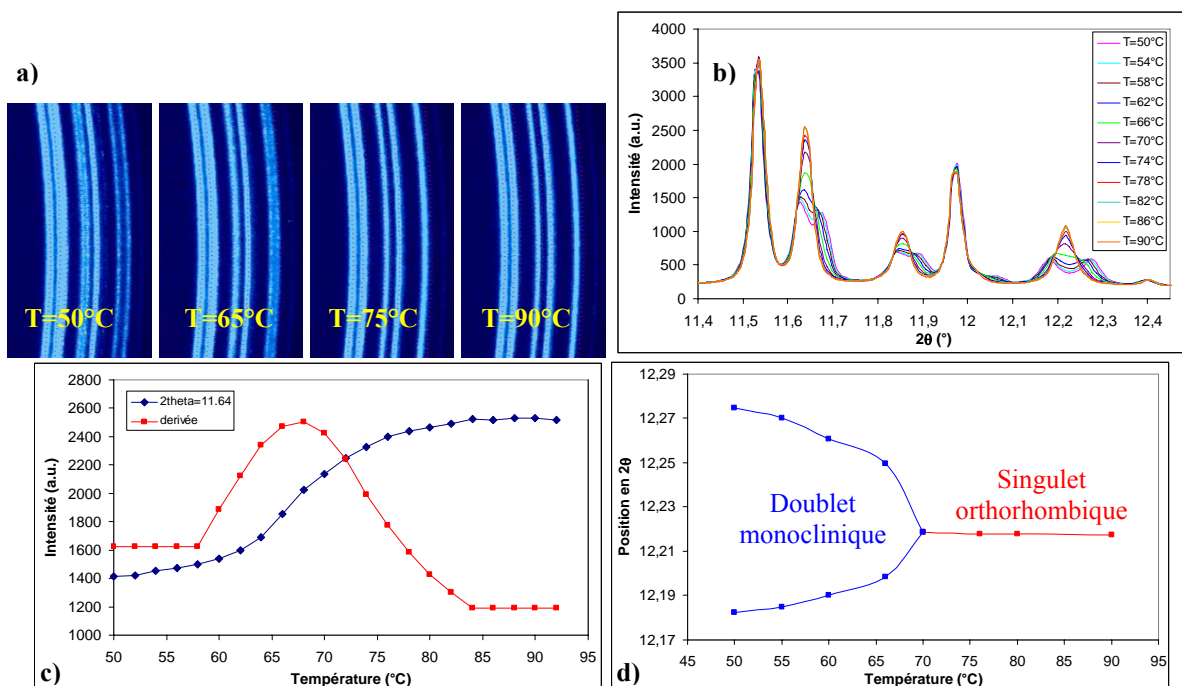 a)
T=50°C
T=65°C
T=75°C
T=90°C
b)
Intensité (a.u.)
4000
3500
3000
2500
2000
1500
1000
500
0
11,4
11,5
11,6
11,7
11,8
11,9
12
12,1
12,2
12,3
12,4
2θ (°)
T=50°C
T=54°C
T=58°C
T=62°C
T=66°C
T=70°C
T=74°C
T=78°C
T=82°C
T=86°C
T=90°C
c)
Intensité (a.u.)
2800
2600
2400
2200
2000
1800
1600
1400
1200
1000
2theta=11.64
derivée
50
55
60
65
70
75
80
85
90
95
Température (°C)
d)
Position en 2θ
12,29
12,27
12,25
12,23
12,21
12,19
12,17
Doublet
monoclinique
Singulet
orthorhombique
45
50
55
60
65
70
75
80
85
90
95
Température (°C)